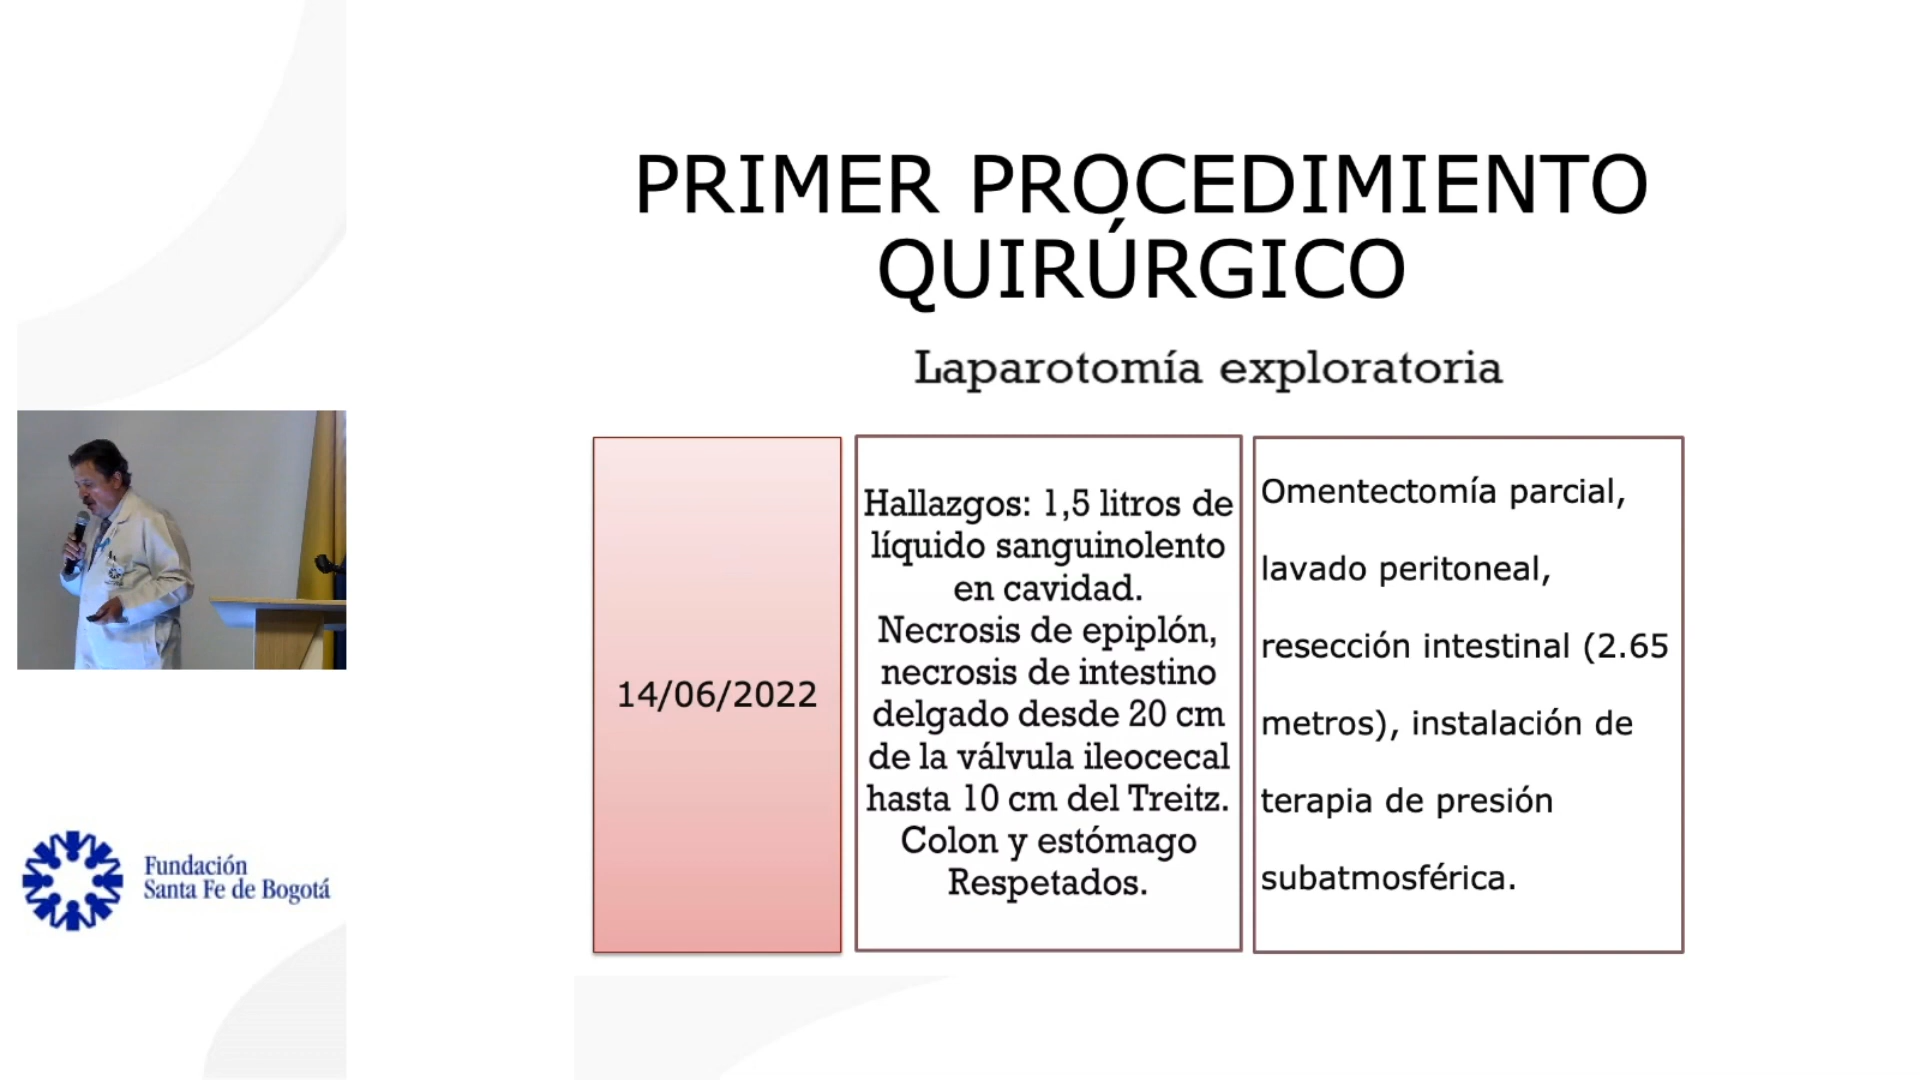 PRIMER PROCEDIMIENTO
QUIRÚRGICO
Laparotomía exploratoria
14/06/2022
Hallazgos: 1,5 litros de
líquido sanguinolento
en cavidad.
Necrosis de epiplón,
necrosis de intestino
delgado desde 20 cm
de la válvula ileocecal
hasta 10 cm del Treitz.
Colon y estómago
Respetados.
Omentectomía parcial,
lavado peritoneal,
resección intestinal (2.65
metros), instalación de
terapia de presión
subatmosférica.
Fundación
Santa Fe de Bogotá